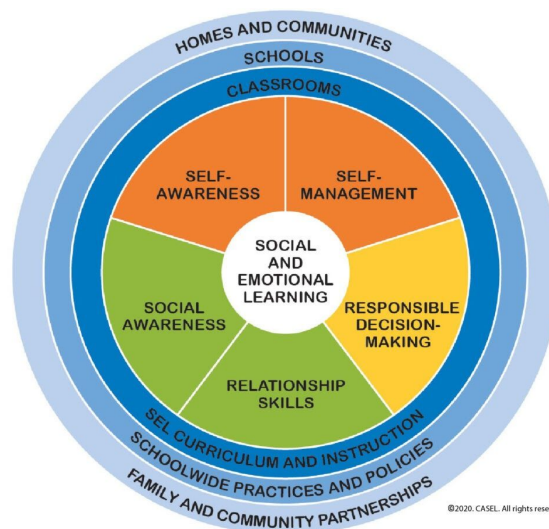 HOMES AND COMMUNITIES
SCHOOLS
CLASSROOMS
SELF-
AWARENESS
SELF-
MANAGEMENT
SOCIAL
AND
EMOTIONAL
LEARNING
SOCIAL
AWARENESS
RESPONSIBLE
DECISION-
MAKING
RELATIONSHIP
SKILLS
SEL CURRICULUM AND INSTRUCTION
SCHOOLWIDE PRACTICES AND POLICIES
FAMILY AND COMMUNITY PARTNERSHIPS
©2020. CASEL. All rights rese